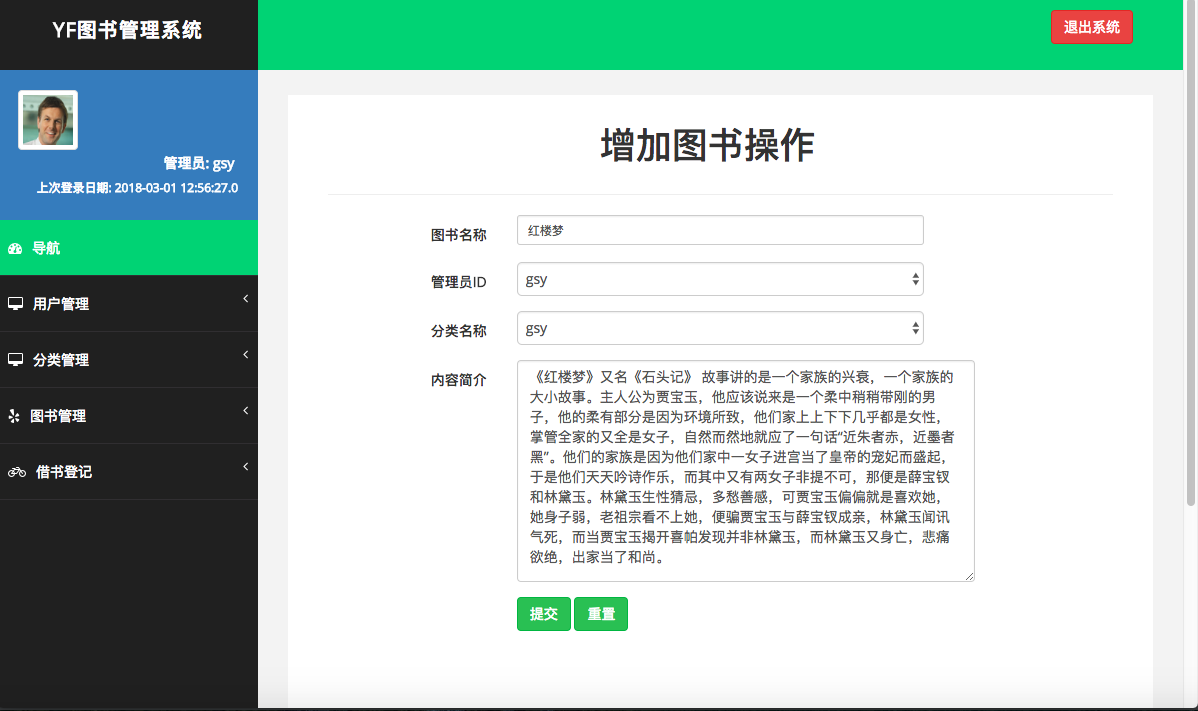 YF图书管理系统
退出系统
管理员: gsy
上次登录日期: 2018-03-01 12:56:27.0
导航
用户管理
分类管理
图书管理
借书登记
增加图书操作
图书名称
红楼梦
管理员ID
gsy
分类名称
gsy
内容简介
《红楼梦》又名《石头记》 故事讲的是一个家族的兴衰，一个家族的
大小故事。主人公为贾宝玉，他应该说来是一个柔中稍稍带刚的男
子，他的柔有部分是因为环境所致，他们家上上下下几乎都是女性，
掌管全家的又全是女子，自然而然地就应了一句话“近朱者赤，近墨者
黑”。他们的家族是因为他们家中一女子进宫当了皇帝的宠妃而盛起，
于是他们天天吟诗作乐，而其中又有两女子非提不可，那便是薛宝钗
和林黛玉。林黛玉生性猜忌，多愁善感，可贾宝玉偏偏就是喜欢她，
她身子弱，老祖宗看不上她，便骗贾宝玉与薛宝钗成亲，林黛玉闻讯
气死，而当贾宝玉揭开喜帕发现并非林黛玉，而林黛玉又身亡，悲痛
欲绝，出家当了和尚。
提交
重置